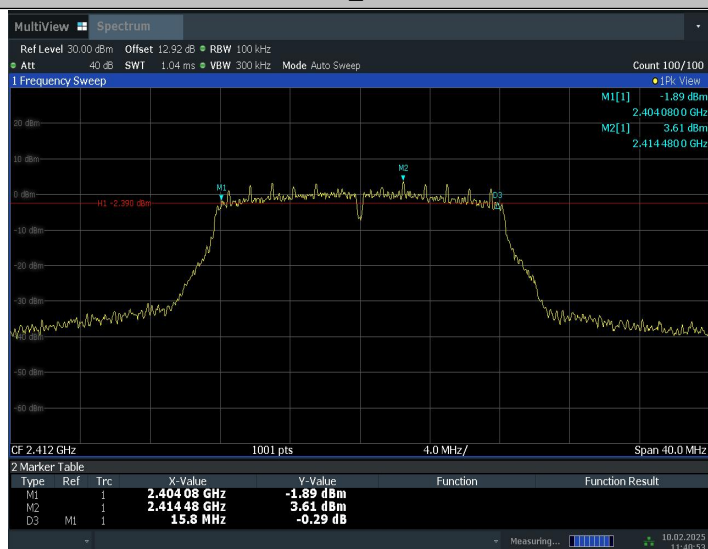 MultiView Spectrum
Ref Level 30.00 dBm Offset 12.92 dB RBW 100 kHz
Att 40 dB SWT 1.04 ms VBW 300 kHz Mode Auto Sweep Count 100/100
1 Frequency Sweep 1Pk View
M1[1] -1.89 dBm
2.404080 0 GHz
M2[1] 3.61 dBm
2.414480 0 GHz
20 dBm
10 dBm
M2
M1
0 dBm
D3
H1 -2.390 dBm
-10 dBm
-20 dBm
-30 dBm
-40 dBm
-50 dBm
-60 dBm
CF 2.412 GHz 1001 pts 4.0 MHz/ Span 40.0 MHz
2 Marker Table
Type Ref Trc X-Value Y-Value Function Function Result
M1 1 2.404 08 GHz -1.89 dBm
M2 1 2.414 48 GHz 3.61 dBm
D3 M1 1 15.8 MHz -0.29 dB
Measuring... 10.02.2025
11:40:53